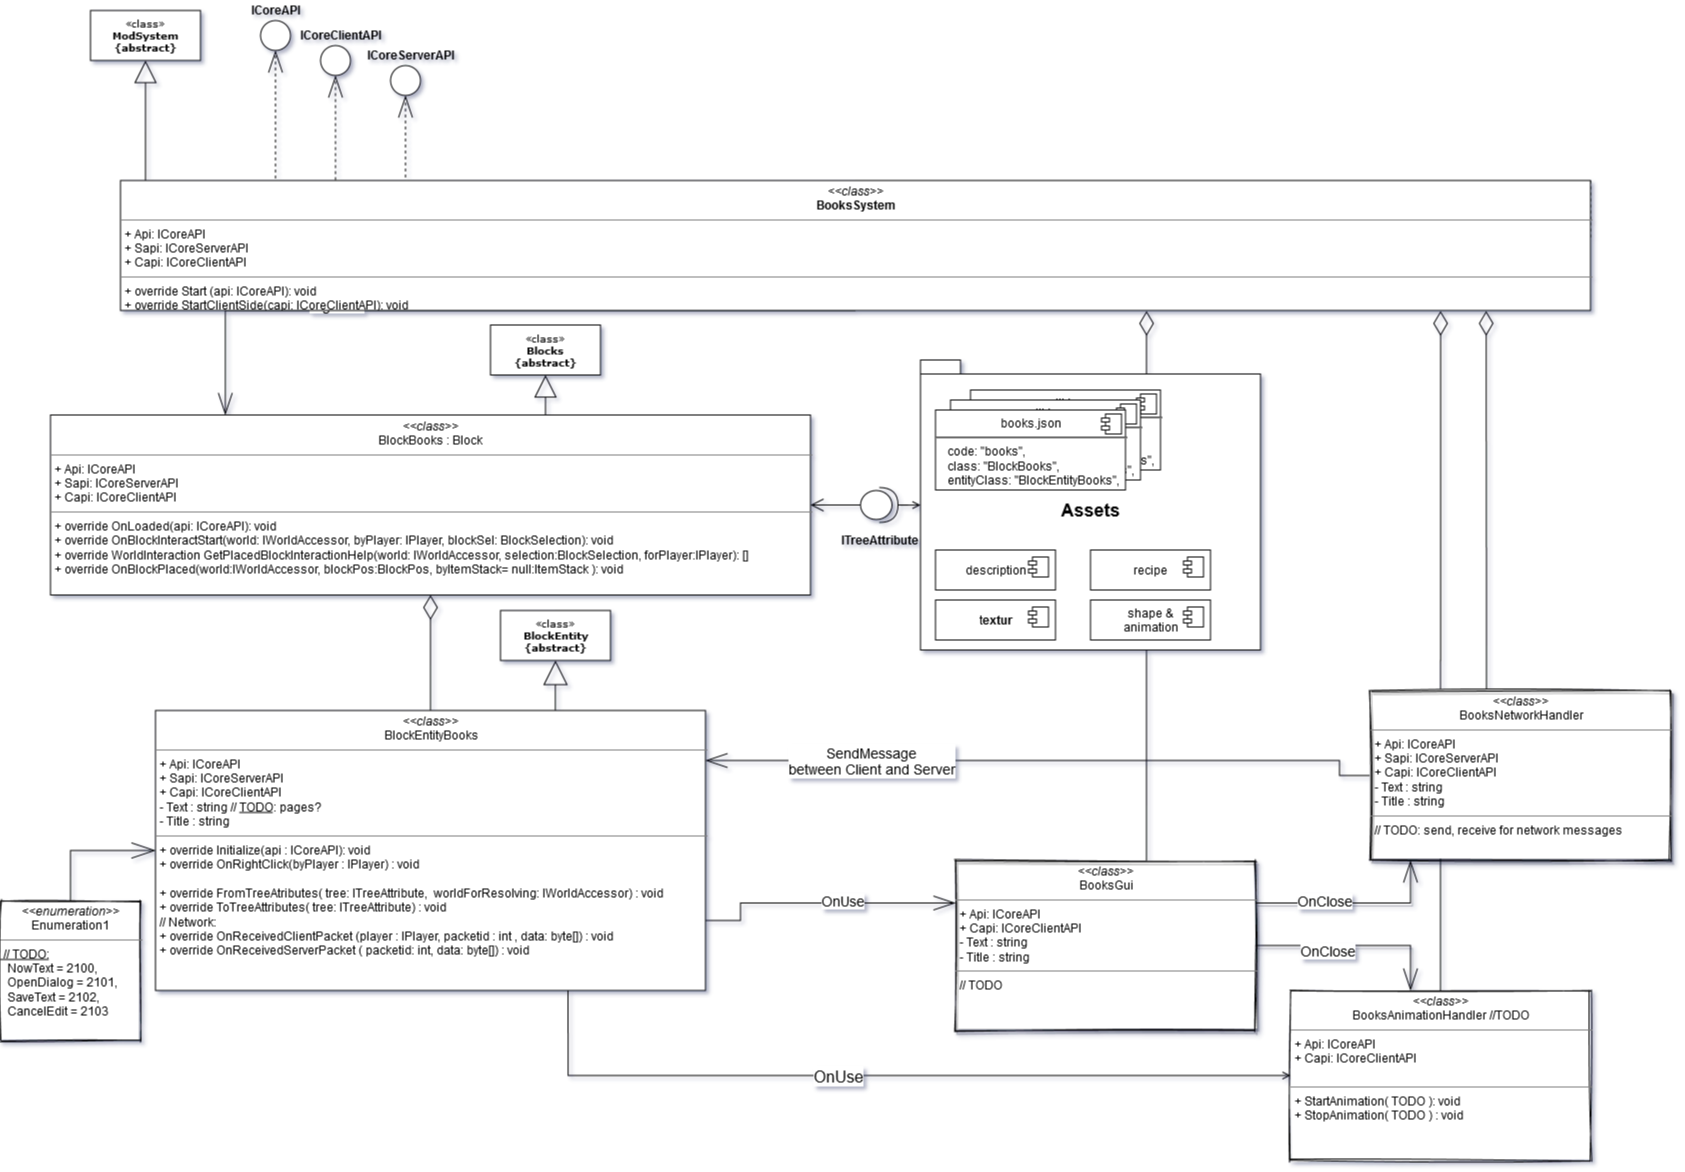 «class»
ModSystem
{abstract}
ICoreAPI
ICoreClientAPI
ICoreServerAPI
<<class>>
BooksSystem
+ Api: ICoreAPI
+ Sapi: ICoreServerAPI
+ Capi: ICoreClientAPI
+ override Start (api: ICoreAPI): void
+ override StartClientSide(capi: ICoreClientAPI): void
«class»
Blocks
{abstract}
<<class>>
BlockBooks : Block
+ Api: ICoreAPI
+ Sapi: ICoreServerAPI
+ Capi: ICoreClientAPI
+ override OnLoaded(api: ICoreAPI): void
+ override OnBlockInteractStart(world: IWorldAccessor, byPlayer: IPlayer, blockSel: BlockSelection): void
+ override WorldInteraction GetPlacedBlockInteractionHelp(world: IWorldAccessor, selection:BlockSelection, forPlayer:IPlayer): []
+ override OnBlockPlaced(world:IWorldAccessor, blockPos:BlockPos, byItemStack= null:ItemStack ): void
ITreeAttribute
books.json
code: "books",
class: "BlockBooks",
entityClass: "BlockEntityBooks",
",
s",
Assets
description
recipe
textur
shape &
animation
«class»
BlockEntity
{abstract}
<<class>>
BlockEntityBooks
+ Api: ICoreAPI
+ Sapi: ICoreServerAPI
+ Capi: ICoreClientAPI
- Text : string // TODO: pages?
- Title : string
+ override Initialize(api : ICoreAPI): void
+ override OnRightClick(byPlayer : IPlayer) : void
+ override FromTreeAtributes( tree: ITreeAttribute, worldForResolving: IWorldAccessor) : void
+ override ToTreeAttributes( tree: ITreeAttribute) : void
// Network:
+ override OnReceivedClientPacket (player : IPlayer, packetid : int , data: byte[]) : void
+ override OnReceivedServerPacket ( packetid: int, data: byte[]) : void
SendMessage
between Client and Server
<<class>>
BooksNetworkHandler
+ Api: ICoreAPI
+ Sapi: ICoreServerAPI
+ Capi: ICoreClientAPI
- Text : string
- Title : string
// TODO: send, receive for network messages
<<enumeration>>
Enumeration1
// TODO:
NowText = 2100,
OpenDialog = 2101,
SaveText = 2102,
CancelEdit = 2103
OnUse
<<class>>
BooksGui
+ Api: ICoreAPI
+ Capi: ICoreClientAPI
- Text : string
- Title : string
// TODO
OnClose
OnClose
<<class>>
BooksAnimationHandler //TODO
+ Api: ICoreAPI
+ Capi: ICoreClientAPI
+ StartAnimation( TODO ): void
+ StopAnimation( TODO ) : void
OnUse